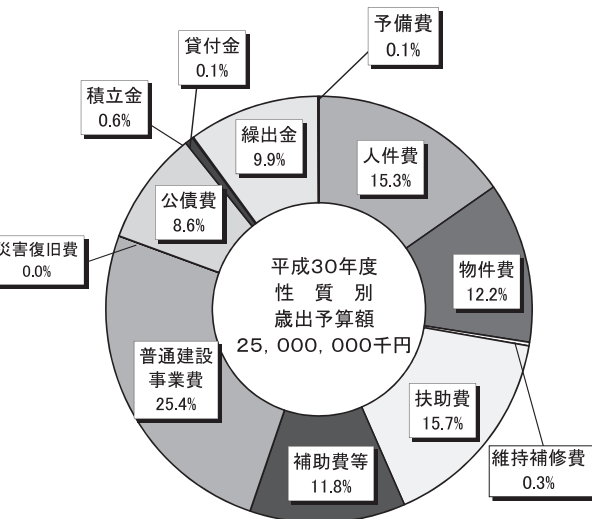 予備費
0.1%
貸付金
0.1%
積立金
0.6%
繰出金
9.9%
人件費
15.3%
公債費
8.6%
災害復旧費
0.0%
物件費
12.2%
平成30年度
性 質 別
歳出予算額
25, 000, 000千円
普通建設
事業費
25.4%
扶助費
15.7%
補助費等
11.8%
維持補修費
0.3%